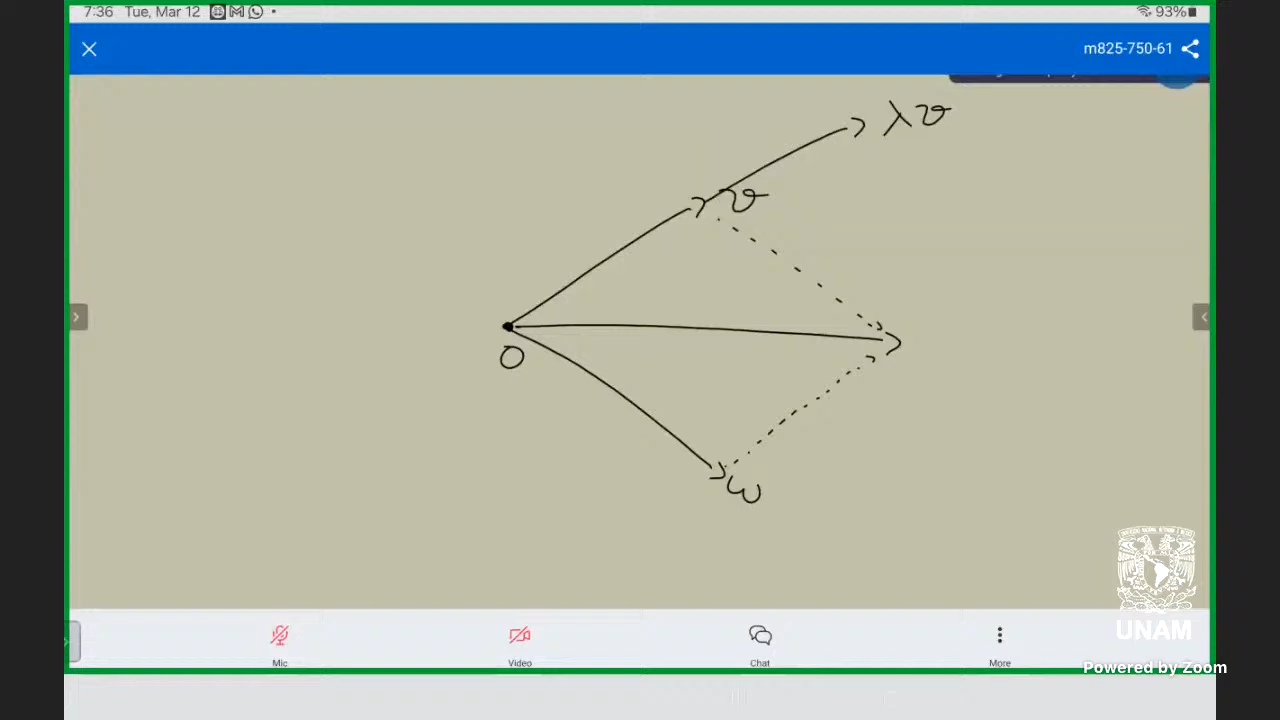 7:36 Tue, Mar 12
93%
m825-750-61
λv
v
O
w
Mic
Video
Chat
More
UNAM
Powered by Zoom